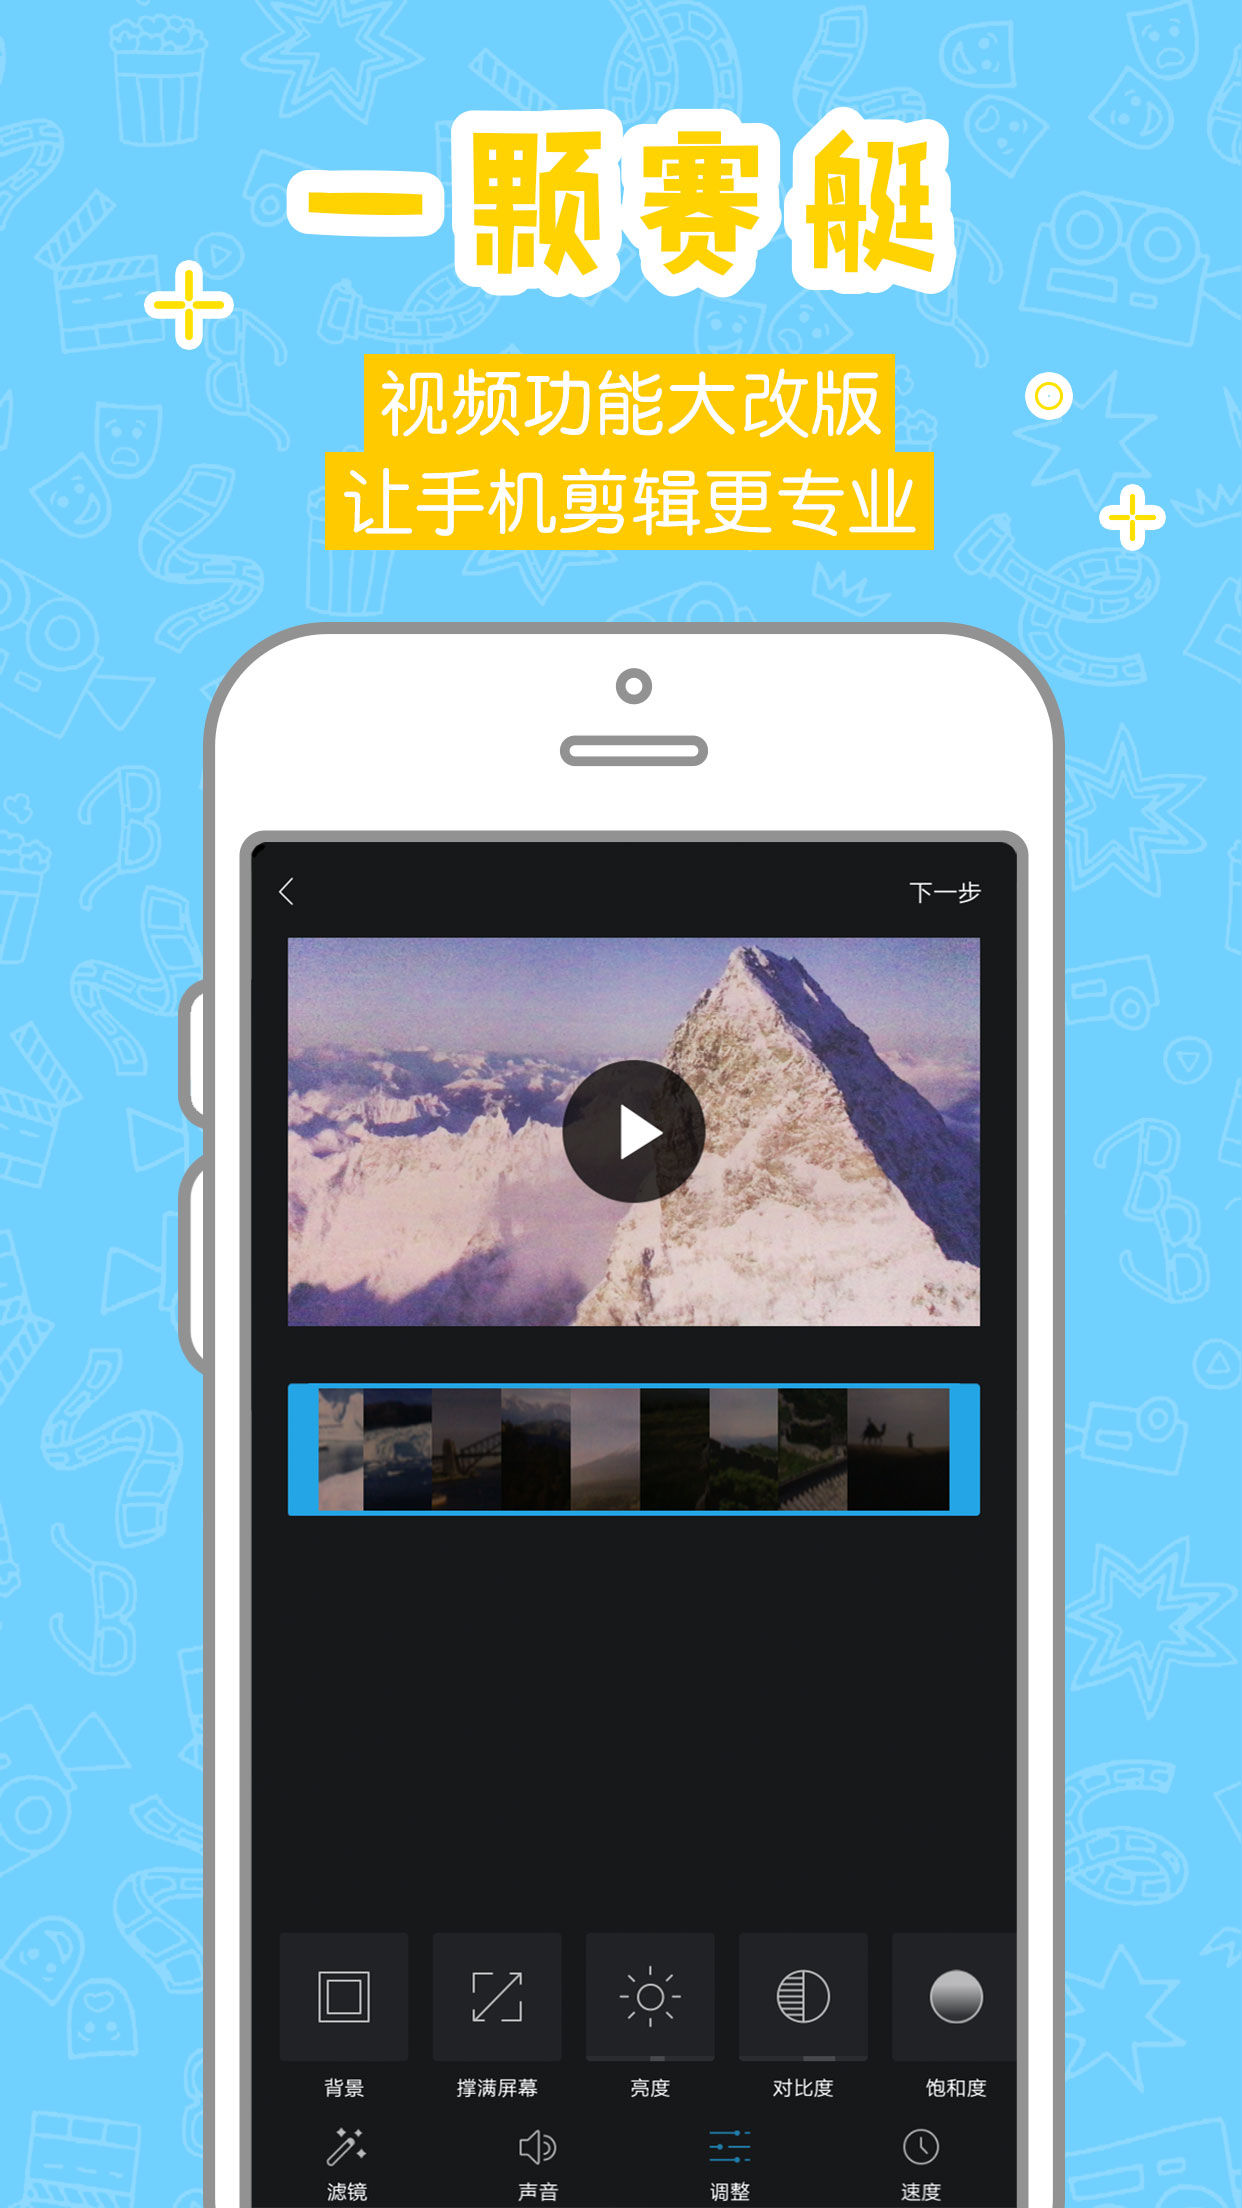 一颗赛艇
视频功能大改版
让手机剪辑更专业
下一步
背景 撑满屏幕 亮度 对比度 饱和度
滤镜 声音 调整 速度